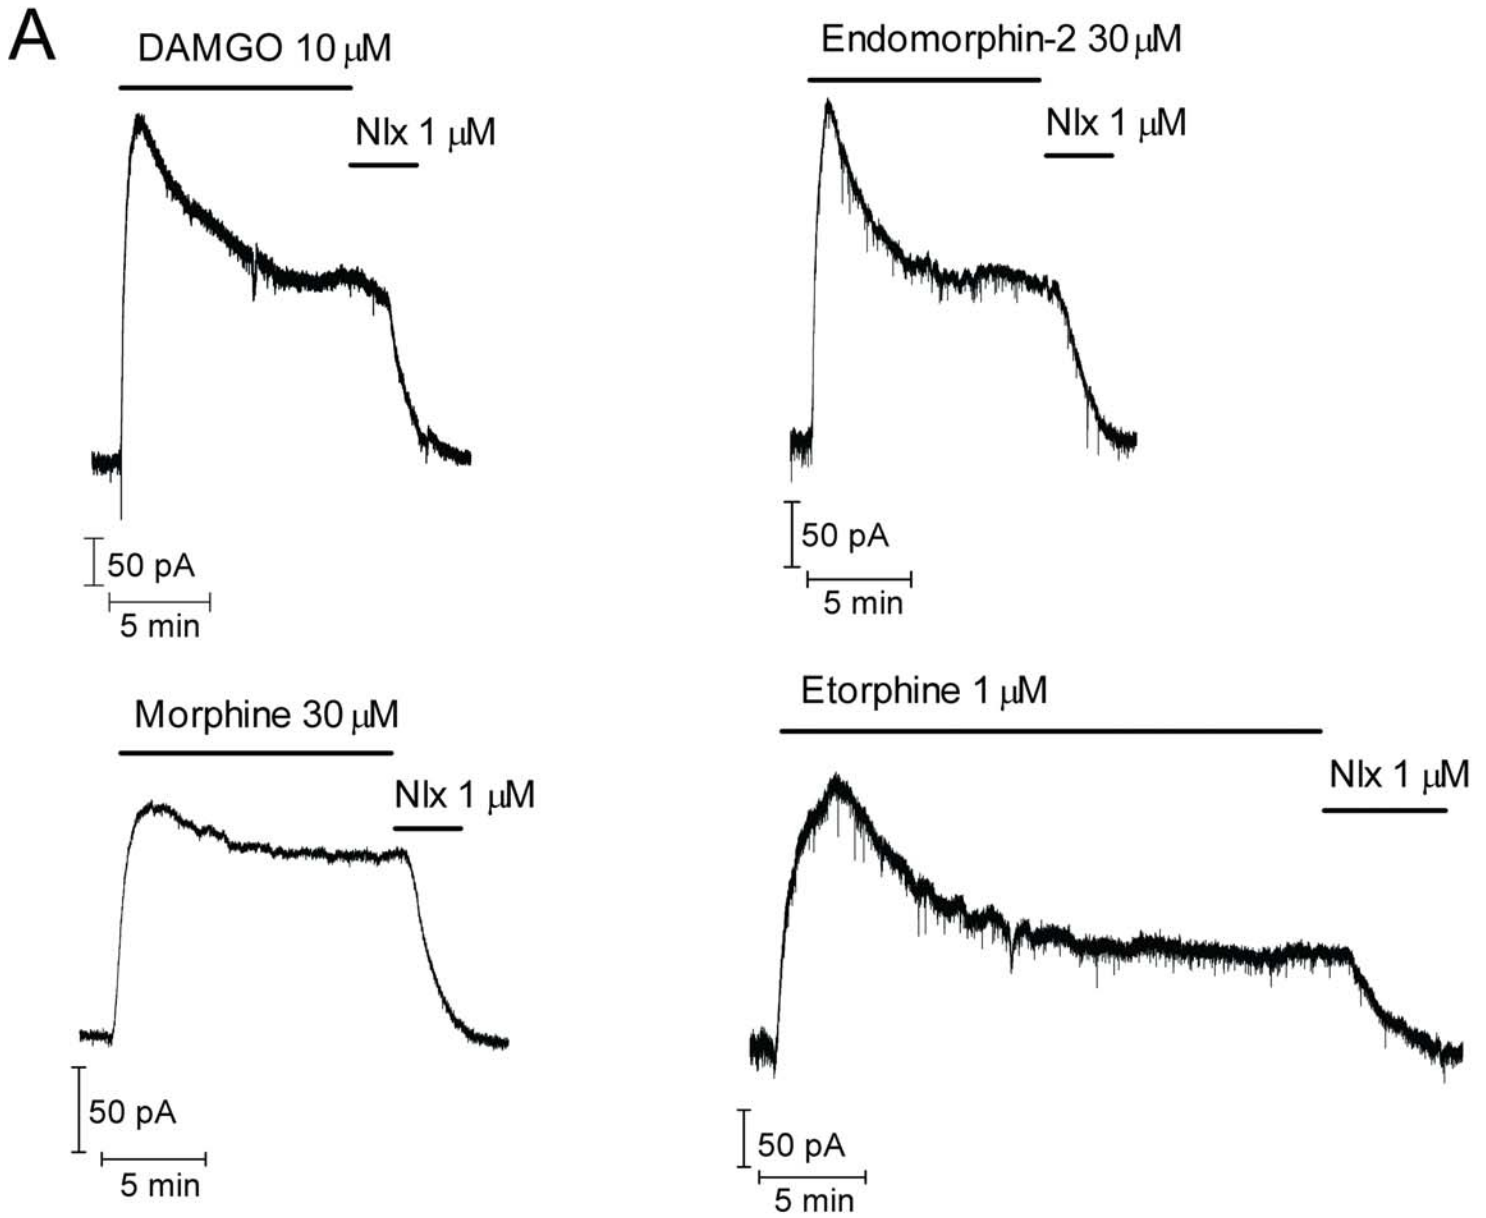 A
DAMGO 10 μM
Nlx 1 μM
50 pA
5 min
Endomorphin-2 30 μM
Nlx 1 μM
50 pA
5 min
Morphine 30 μM
Nlx 1 μM
50 pA
5 min
Etorphine 1 μM
Nlx 1 μM
50 pA
5 min